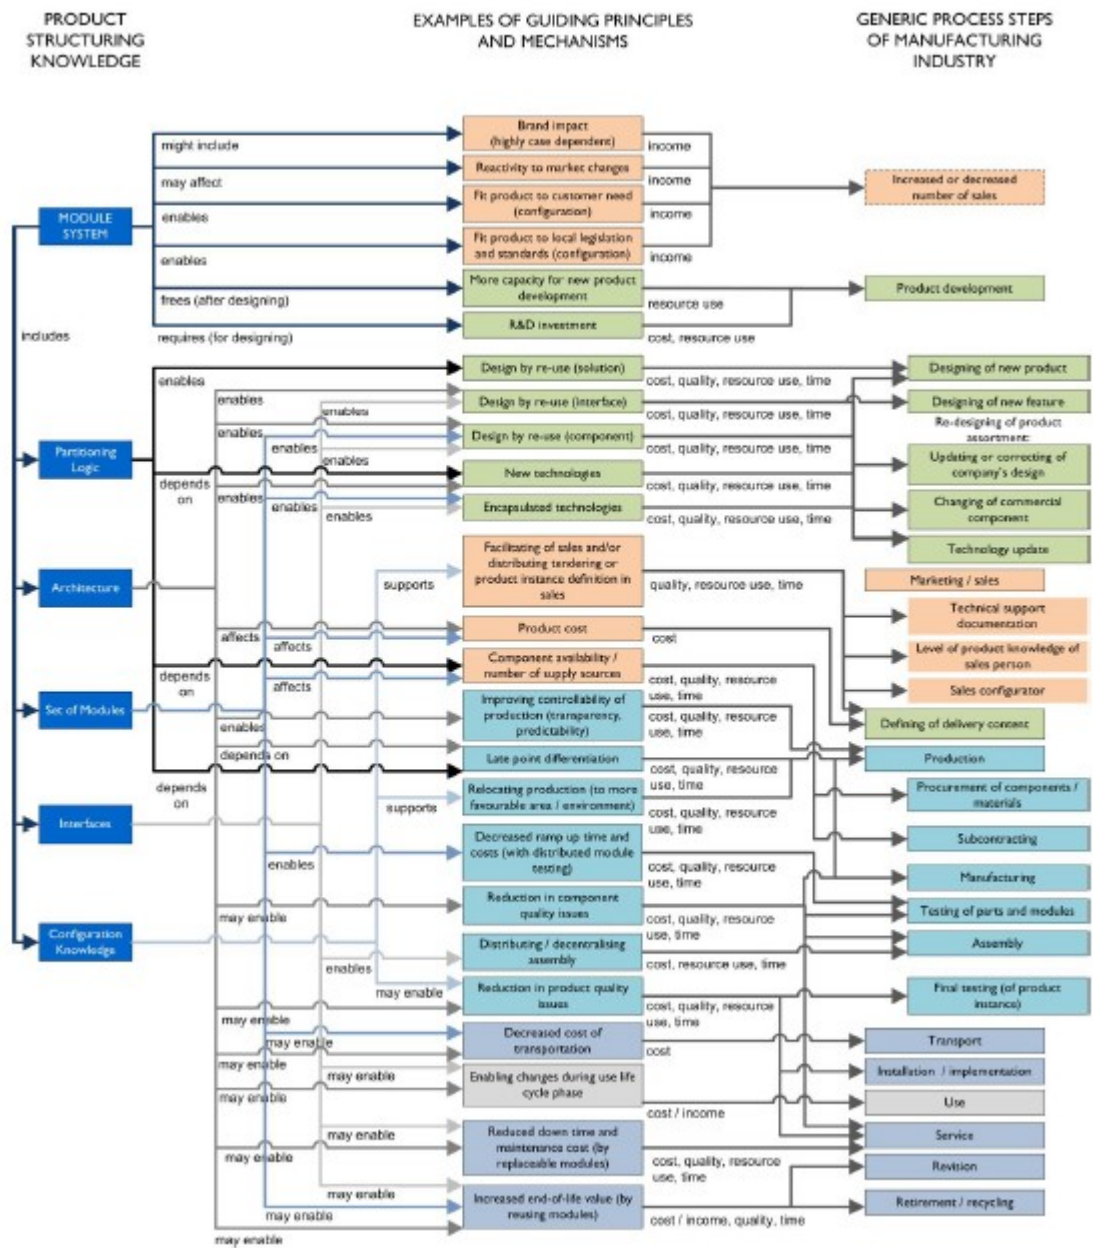 PRODUCT
STRUCTURING
KNOWLEDGE
EXAMPLES OF GUIDING PRINCIPLES
AND MECHANISMS
GENERIC PROCESS STEPS
OF MANUFACTURING
INDUSTRY
MODULE
SYSTEM
includes
Partitioning
Logic
Architecture
Set of Modules
Interfaces
Configuration
Knowledge
might include
may affect
enables
enables
frees (after designing)
requires (for designing)
enables
enables
enables
enables
enables
enables
depends
on
enables
enables
enables
supports
affects
affects
depends
on
affects
enables
depends on
depends
on
supports
enables
may enable
enables
may enable
may enable
may enable
may enable
may enable
may enable
may enable
may enable
may enable
may enable
Brand impact
(highly case dependent)
income
Reactivity to market changes
income
Fit product to customer need
(configuration)
income
Fit product to local legislation
and standards (configuration)
income
More capacity for new product
development
resource use
R&D investment
cost, resource use
Design by re-use (solution)
cost, quality, resource use, time
Design by re-use (interface)
cost, quality, resource use, time
Design by re-use (component)
cost, quality, resource use, time
New technologies
cost, quality, resource use, time
Encapsulated technologies
cost, quality, resource use, time
Facilitating of sales and/or
distributing tendering or
product instance definition in
sales
quality, resource use, time
Product cost
cost
Component availability /
number of supply sources
cost, quality, resource
use, time
Improving controllability of
production (transparency,
predictability)
cost, quality, resource
use, time
Late point differentiation
cost, quality, resource
use, time
Relocating production (to more
favourable area / environment)
cost, quality, resource
use, time
Decreased ramp up time and
costs (with distributed module
testing)
cost, quality, resource
use, time
Reduction in component
quality issues
cost, quality, resource
use, time
Distributing / decentralising
assembly
cost, resource use, time
Reduction in product quality
issues
cost, quality, resource
use, time
Decreased cost of
transportation
cost
Enabling changes during use life
cycle phase
cost / income
Reduced down time and
maintenance cost (by
replaceable modules)
cost, quality, resource
use, time
Increased end-of-life value (by
reusing modules)
cost / income, quality, time
Increased or decreased
number of sales
Product development
Designing of new product
Designing of new feature
Re-designing of product
assortment:
Updating or correcting of
company's design
Changing of commercial
component
Technology update
Marketing / sales
Technical support
documentation
Level of product knowledge of
sales person
Sales configurator
Defining of delivery content
Production
Procurement of components /
materials
Subcontracting
Manufacturing
Testing of parts and modules
Assembly
Final testing (of product
instance)
Transport
Installation / implementation
Use
Service
Revision
Retirement / recycling